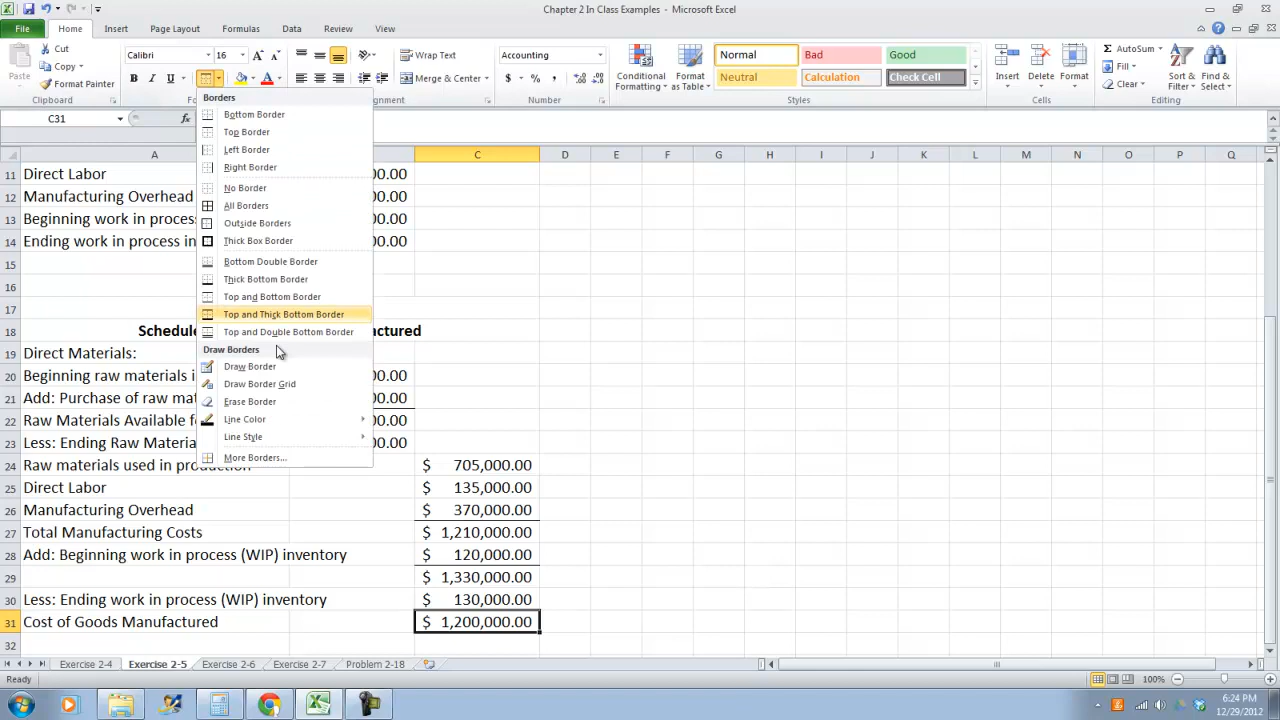 Chapter 2 In Class Examples - Microsoft Excel
File Home Insert Page Layout Formulas Data Review View
Cut
Copy
Format Painter
Paste
Clipboard
Calibri 16
B I U
Wrap Text
Merge & Center
Accounting
$ % ,
Number
Conditional Formatting
Format as Table
Normal Bad Good
Neutral Calculation Check Cell
Styles
Insert Delete Format
Cells
AutoSum
Fill
Clear
Sort & Filter
Find & Select
Editing
C31 fx
Borders
Bottom Border
Top Border
Left Border
Right Border
No Border
All Borders
Outside Borders
Thick Box Border
Bottom Double Border
Thick Bottom Border
Top and Bottom Border
Top and Thick Bottom Border
Top and Double Bottom Border
Draw Borders
Draw Border
Draw Border Grid
Erase Border
Line Color
Line Style
More Borders...
A C D E F G H I J K L M N O P Q
11 Direct Labor 00.00
12 Manufacturing Overhead 00.00
13 Beginning work in process 00.00
14 Ending work in process in 00.00
15
16
17
18 Schedule factured
19 Direct Materials:
20 Beginning raw materials i 00.00
21 Add: Purchase of raw mat 00.00
22 Raw Materials Available f 00.00
23 Less: Ending Raw Materia 00.00
24 Raw materials used in production $ 705,000.00
25 Direct Labor $ 135,000.00
26 Manufacturing Overhead $ 370,000.00
27 Total Manufacturing Costs $ 1,210,000.00
28 Add: Beginning work in process (WIP) inventory $ 120,000.00
29 $ 1,330,000.00
30 Less: Ending work in process (WIP) inventory $ 130,000.00
31 Cost of Goods Manufactured $ 1,200,000.00
32
Exercise 2-4 Exercise 2-5 Exercise 2-6 Exercise 2-7 Problem 2-18
Ready 100%
6:24 PM
12/29/2012